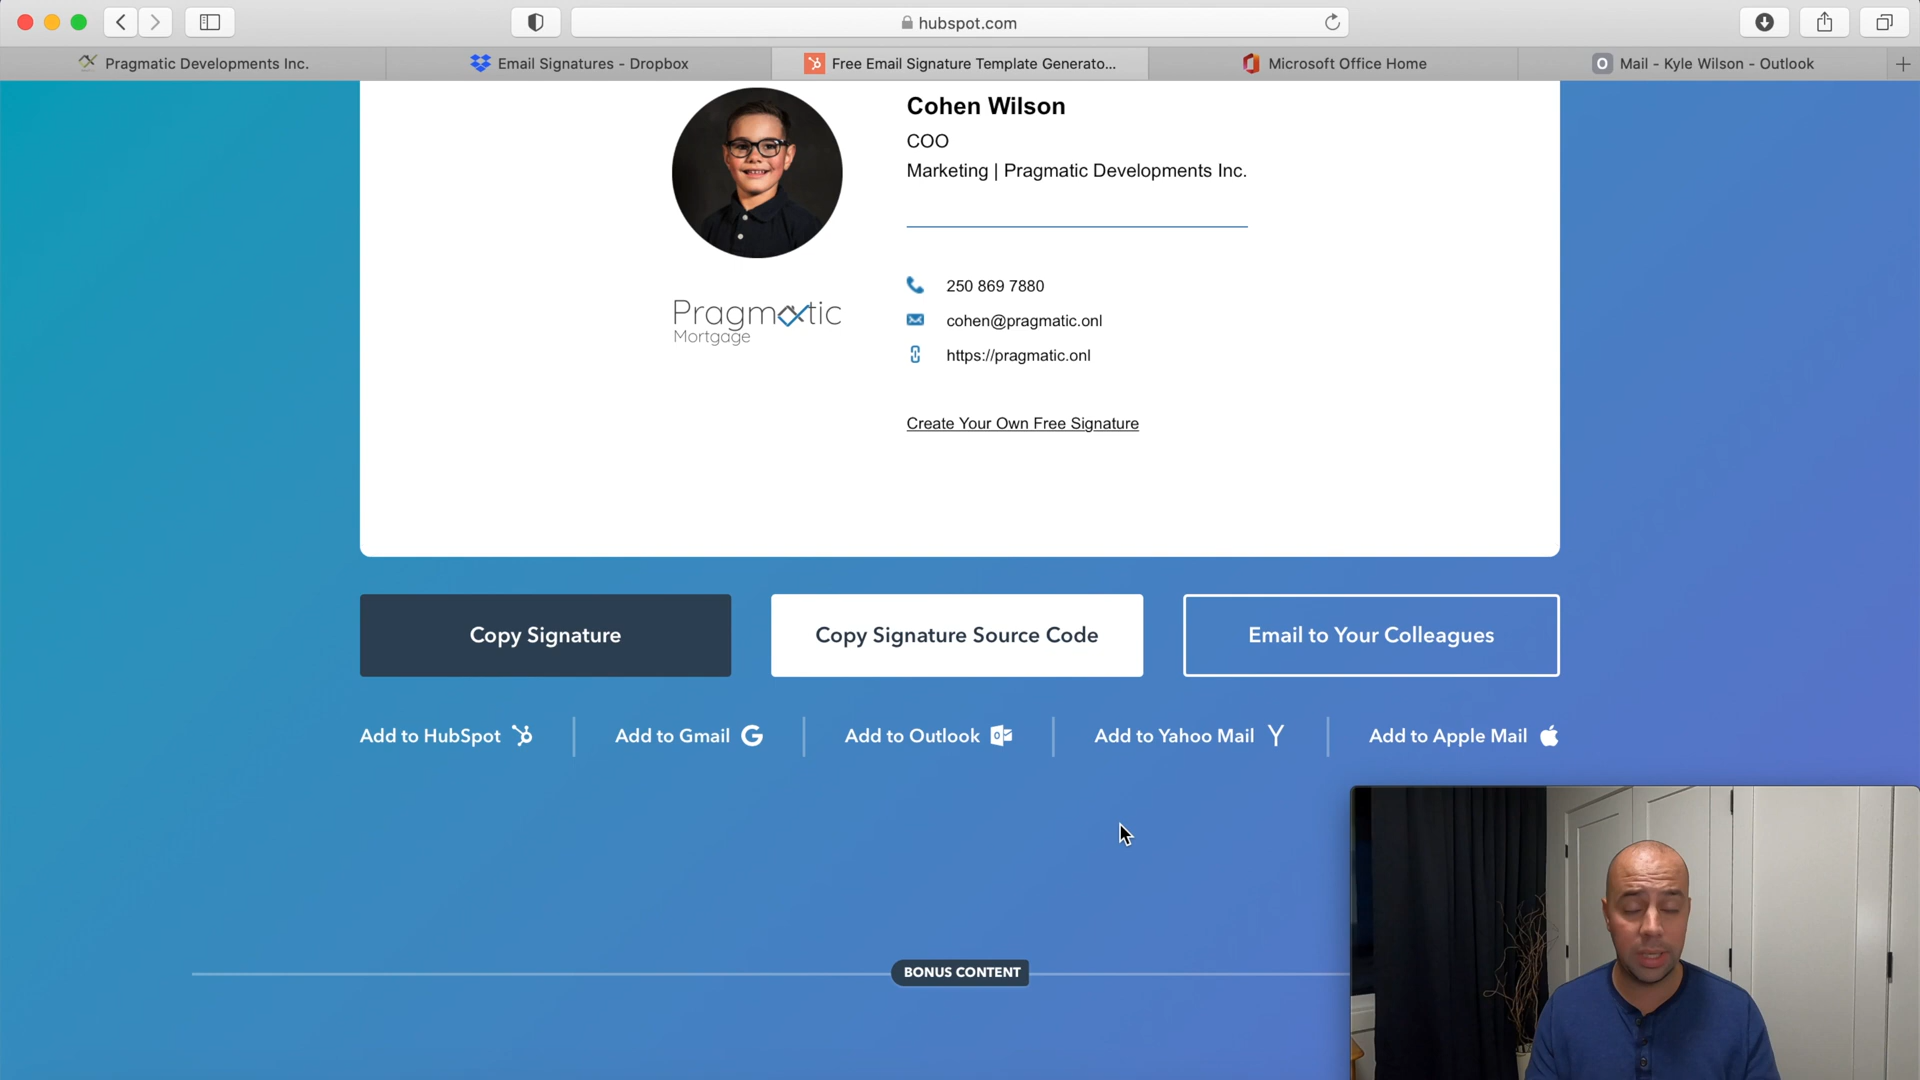 hubspot.com
Pragmatic Developments Inc.
Email Signatures - Dropbox
Free Email Signature Template Generato...
Microsoft Office Home
O Mail - Kyle Wilson - Outlook
Cohen Wilson
COO
Marketing | Pragmatic Developments Inc.
250 869 7880
cohen@pragmatic.onl
https://pragmatic.onl
Pragmatic
Mortgage
Create Your Own Free Signature
Copy Signature
Copy Signature Source Code
Email to Your Colleagues
Add to HubSpot
Add to Gmail G
Add to Outlook
Add to Yahoo Mail Y
Add to Apple Mail
BONUS CONTENT